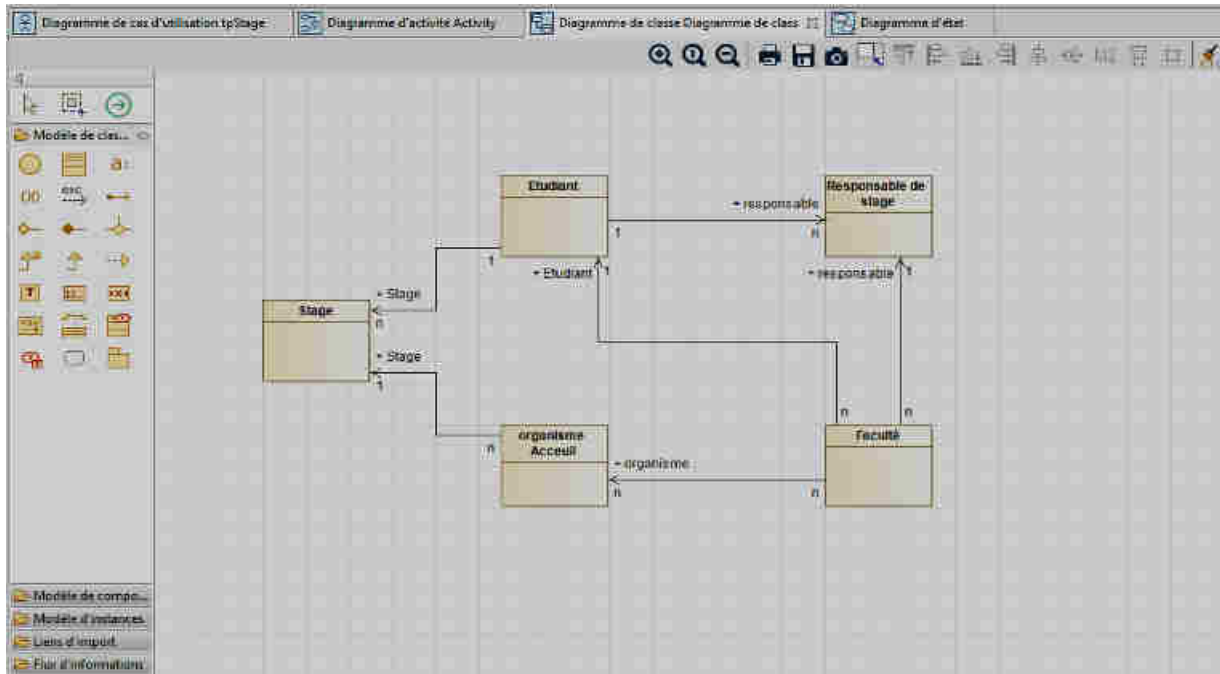 Diagramme de cas d'utilisation tpStage
Diagramme d'activité Activity
Diagramme de classe Diagramme de class
Diagramme d'état
Modèle de clas...
Etudiant
Responsable de
stage
+ responsable
1
n
1
+ Etudiant
1
+ responsable
1
+ Stage
n
Stage
+ Stage
1
n
n
n
organisme
Acceuil
Faculté
+ organisme
n
n
Modèle de compo...
Modèle d'instances
Liens d'import
Flux d'informations